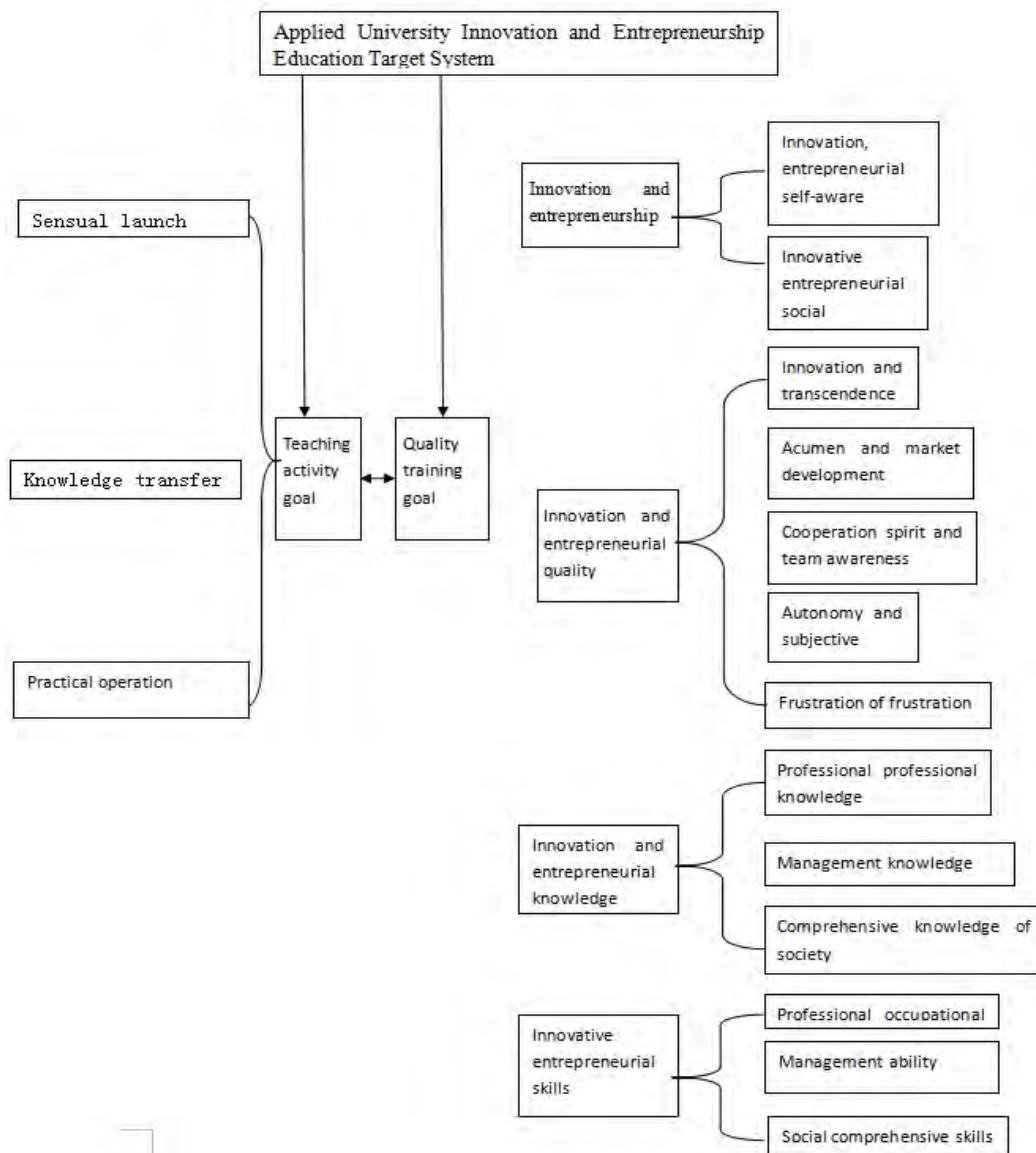 Applied University Innovation and Entrepreneurship
Education Target System
Sensual launch
Knowledge transfer
Practical operation
Teaching
activity
goal
Quality
training
goal
Innovation and
entrepreneurship
Innovation,
entrepreneurial
self-aware
Innovative
entrepreneurial
social
Innovation and
entrepreneurial
quality
Innovation and
transcendence
Acumen and market
development
Cooperation spirit and
team awareness
Autonomy and
subjective
Frustration of frustration
Innovation and
entrepreneurial
knowledge
Professional professional
knowledge
Management knowledge
Comprehensive knowledge of
society
Innovative
entrepreneurial
skills
Professional occupational
Management ability
Social comprehensive skills